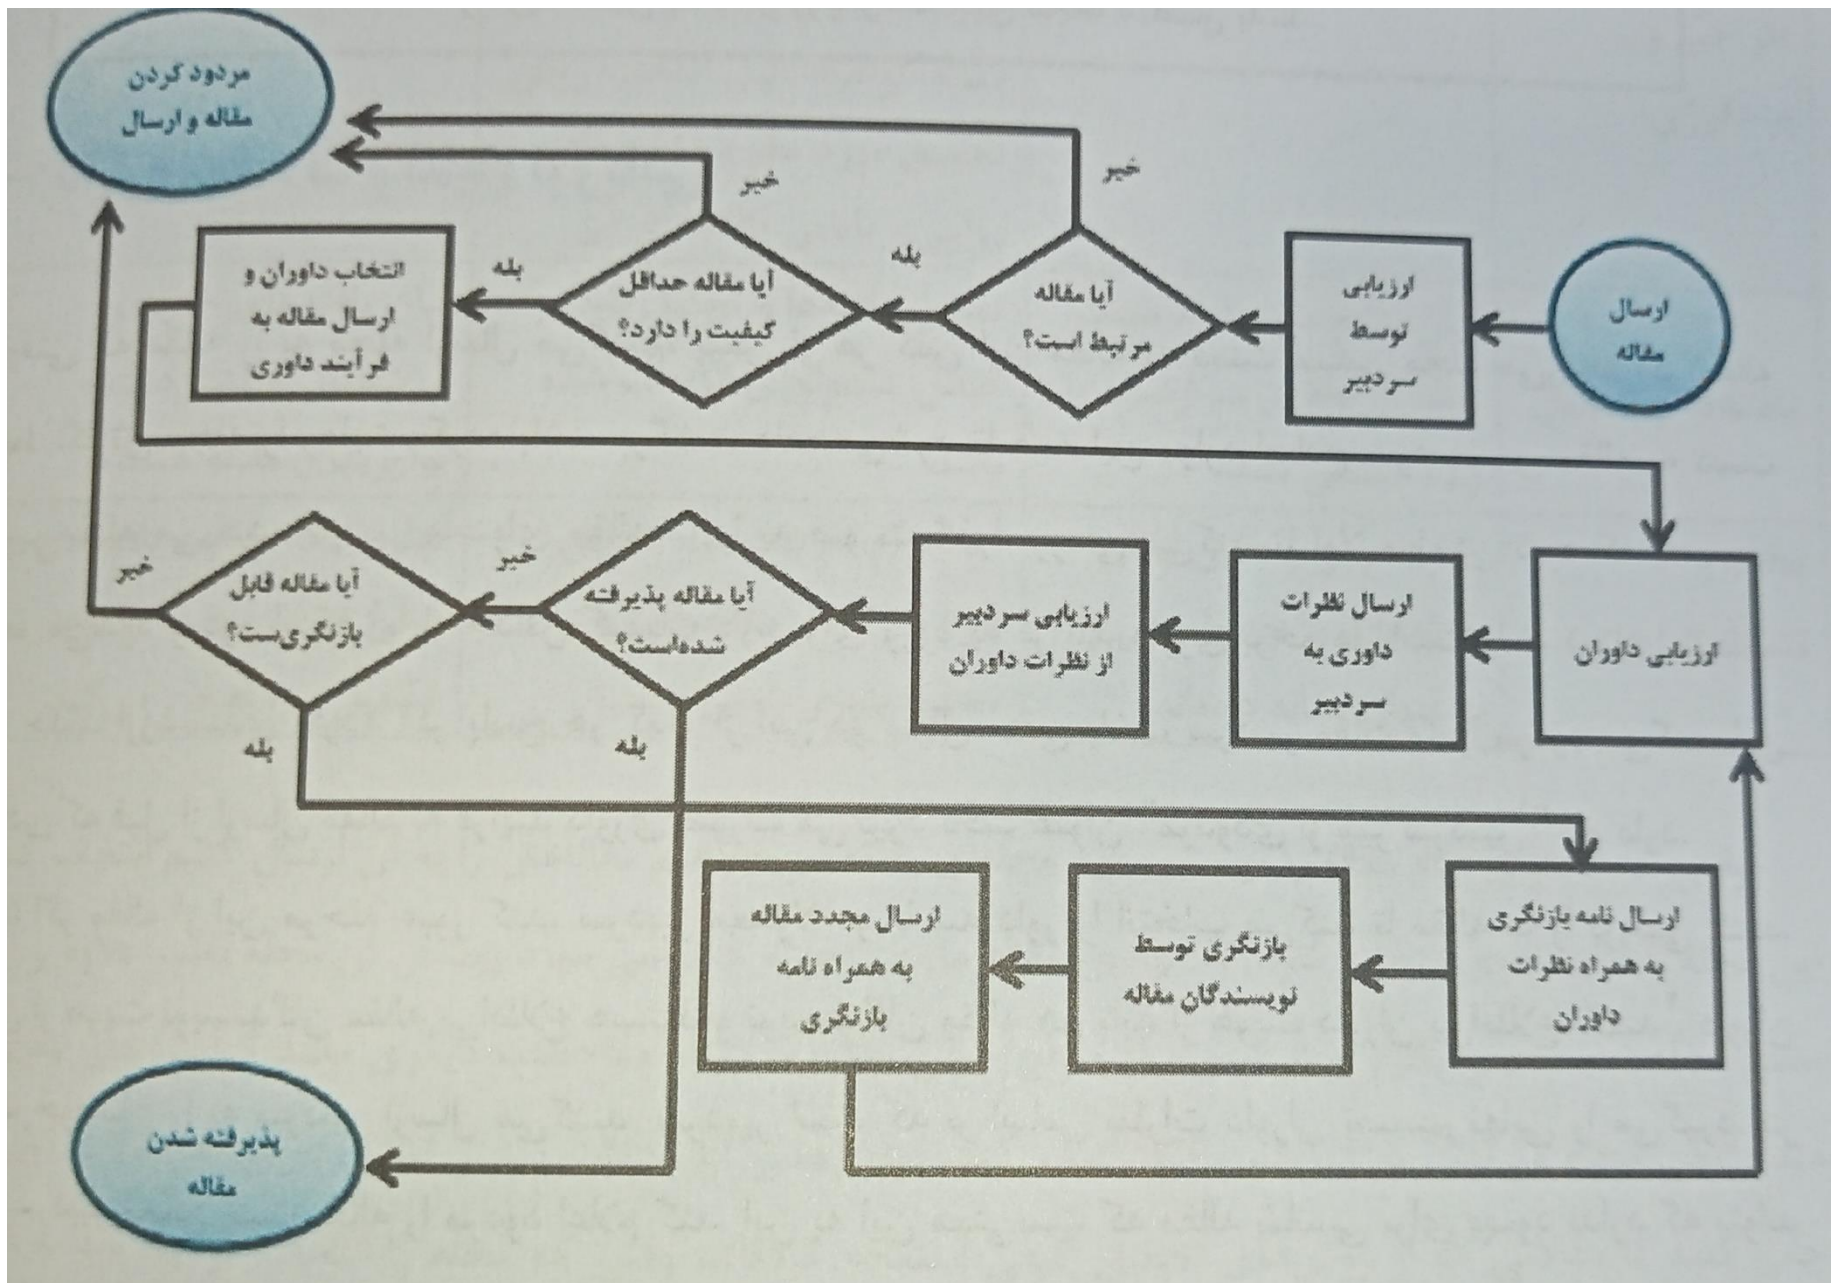 مردود کردن
مقاله و ارسال
خیر
خیر
ارسال
مقاله
ارزیابی
توسط
سردبیر
آیا مقاله
مرتبط است؟
بله
آیا مقاله حداقل
کیفیت را دارد؟
بله
انتخاب داوران و
ارسال مقاله به
فرآیند داوری
ارزیابی داوران
ارسال نظرات
داوری به
سردبیر
ارزیابی سردبیر
از نظرات داوران
آیا مقاله پذیرفته
شده‌است؟
خیر
آیا مقاله قابل
بازنگری‌ست؟
خیر
بله
بله
ارسال نامه بازنگری
به همراه نظرات
داوران
بازنگری توسط
نویسندگان مقاله
ارسال مجدد مقاله
به همراه نامه
بازنگری
پذیرفته شدن
مقاله